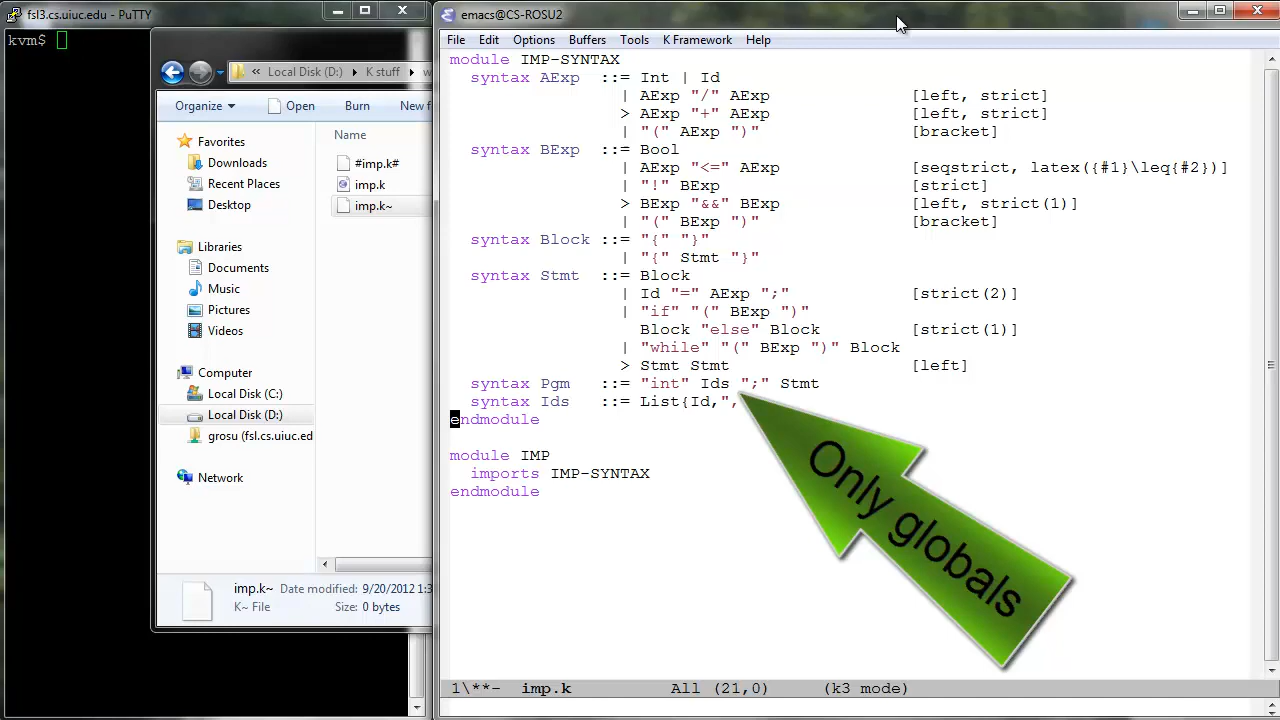 fsl3.cs.uiuc.edu - PuTTY
kvm$
« Local Disk (D:) ▸ K stuff ▸
Organize Open Burn New f
Favorites
Downloads
Recent Places
Desktop
Libraries
Documents
Music
Pictures
Videos
Computer
Local Disk (C:)
Local Disk (D:)
grosu (fsl.cs.uiuc.ed
Network
Name
#imp.k#
imp.k
imp.k~
imp.k~ Date modified: 9/20/2012 1:3
K~ File Size: 0 bytes
emacs@CS-ROSU2
File Edit Options Buffers Tools K Framework Help
module IMP-SYNTAX
syntax AExp ::= Int | Id
| AExp "/" AExp [left, strict]
> AExp "+" AExp [left, strict]
| "(" AExp ")" [bracket]
syntax BExp ::= Bool
| AExp "<=" AExp [seqstrict, latex({#1}\leq{#2})]
| "!" BExp [strict]
> BExp "&&" BExp [left, strict(1)]
| "(" BExp ")" [bracket]
syntax Block ::= "{" "}"
| "{" Stmt "}"
syntax Stmt ::= Block
| Id "=" AExp ";" [strict(2)]
| "if" "(" BExp ")"
Block "else" Block [strict(1)]
| "while" "(" BExp ")" Block
> Stmt Stmt [left]
syntax Pgm ::= "int" Ids ";" Stmt
syntax Ids ::= List{Id,",
endmodule
module IMP
imports IMP-SYNTAX
endmodule
Only globals
1\**- imp.k All (21,0) (k3 mode)